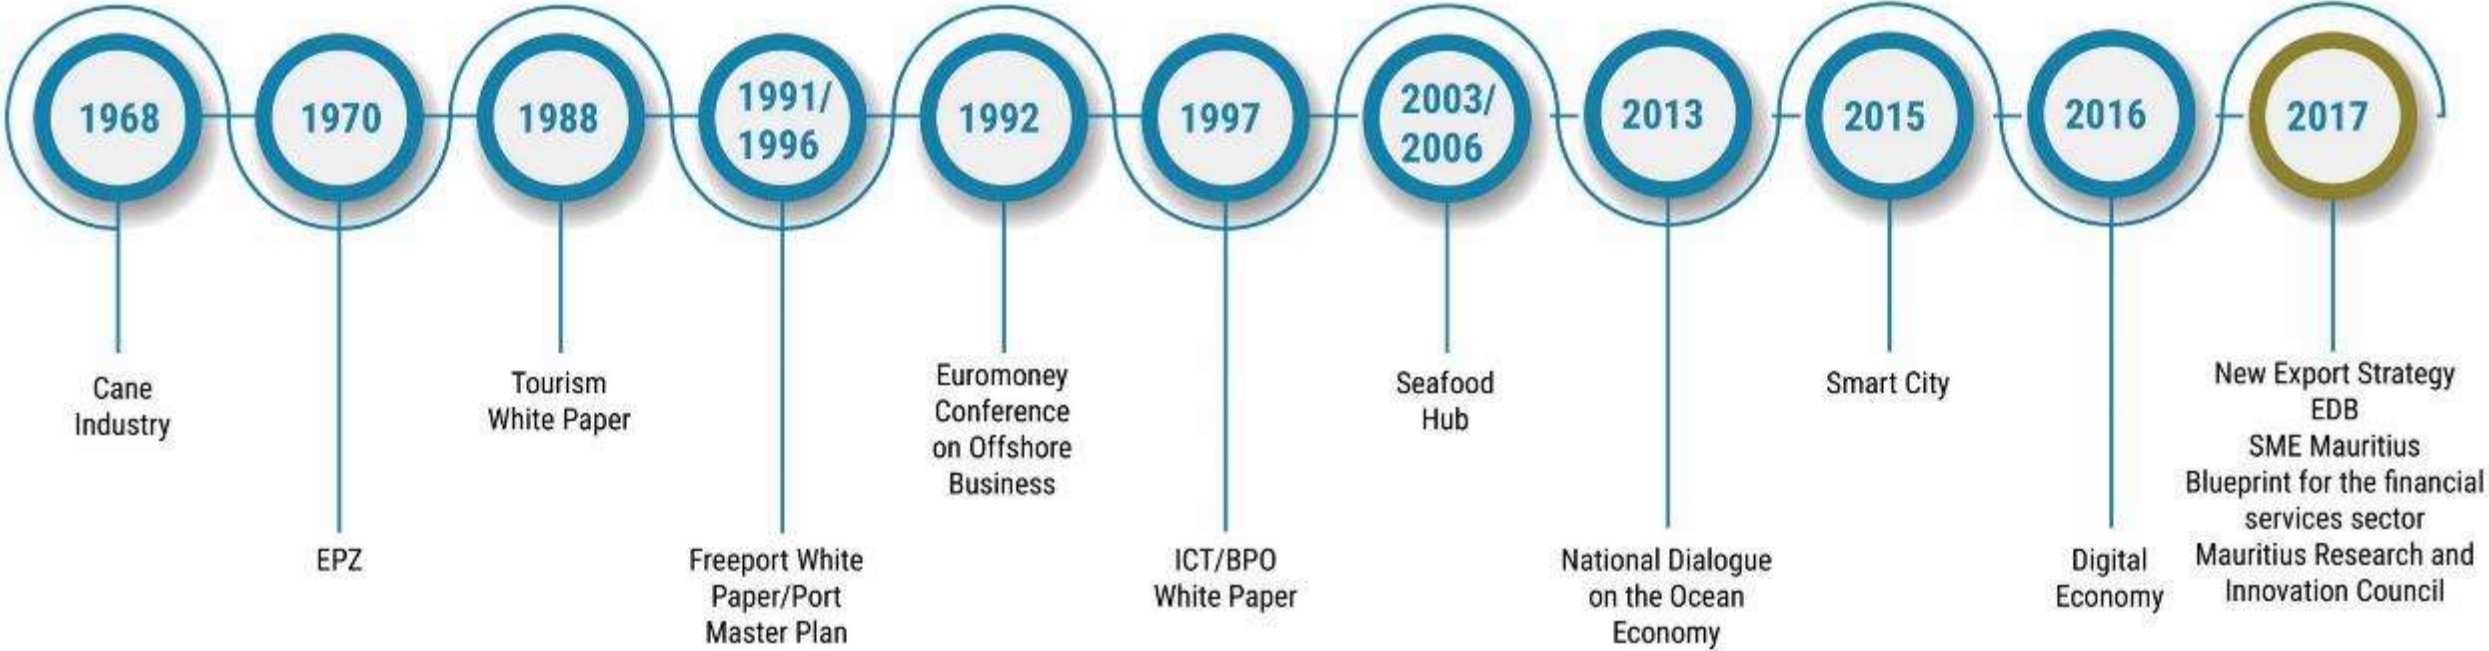 1968
1970
1988
1991/
1996
1992
1997
2003/
2006
2013
2015
2016
2017
Cane
Industry
EPZ
Tourism
White Paper
Freeport White
Paper/Port
Master Plan
Euromoney
Conference
on Offshore
Business
ICT/BPO
White Paper
Seafood
Hub
National Dialogue
on the Ocean
Economy
Smart City
Digital
Economy
New Export Strategy
EDB
SME Mauritius
Blueprint for the financial
services sector
Mauritius Research and
Innovation Council